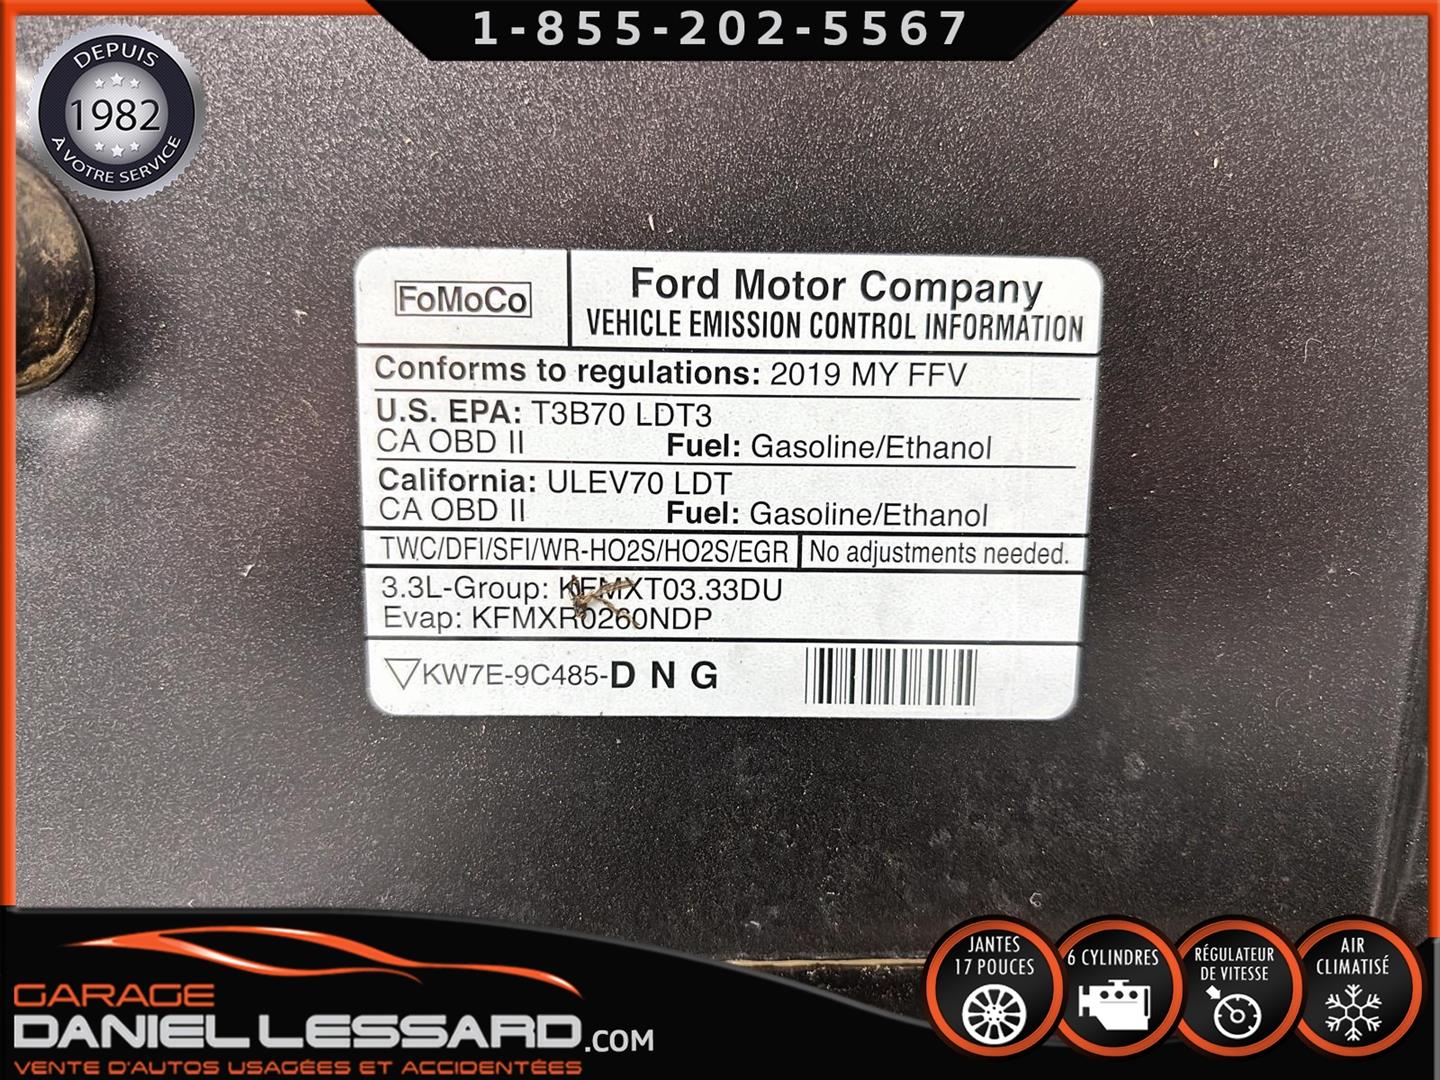 1-855-202-5567
DEPUIS
1982
À VOTRE SERVICE
FoMoCo
Ford Motor Company
VEHICLE EMISSION CONTROL INFORMATION
Conforms to regulations: 2019 MY FFV
U.S. EPA: T3B70 LDT3
CA OBD II Fuel: Gasoline/Ethanol
California: ULEV70 LDT
CA OBD II Fuel: Gasoline/Ethanol
TWC/DFI/SFI/WR-HO2S/HO2S/EGR No adjustments needed.
3.3L-Group: KFMXT03.33DU
Evap: KFMXR0260NDP
KW7E-9C485-DNG
JANTES
17 POUCES
6 CYLINDRES
RÉGULATEUR
DE VITESSE
AIR
CLIMATISÉ
GARAGE
DANIEL LESSARD.COM
VENTE D'AUTOS USAGÉES ET ACCIDENTÉES